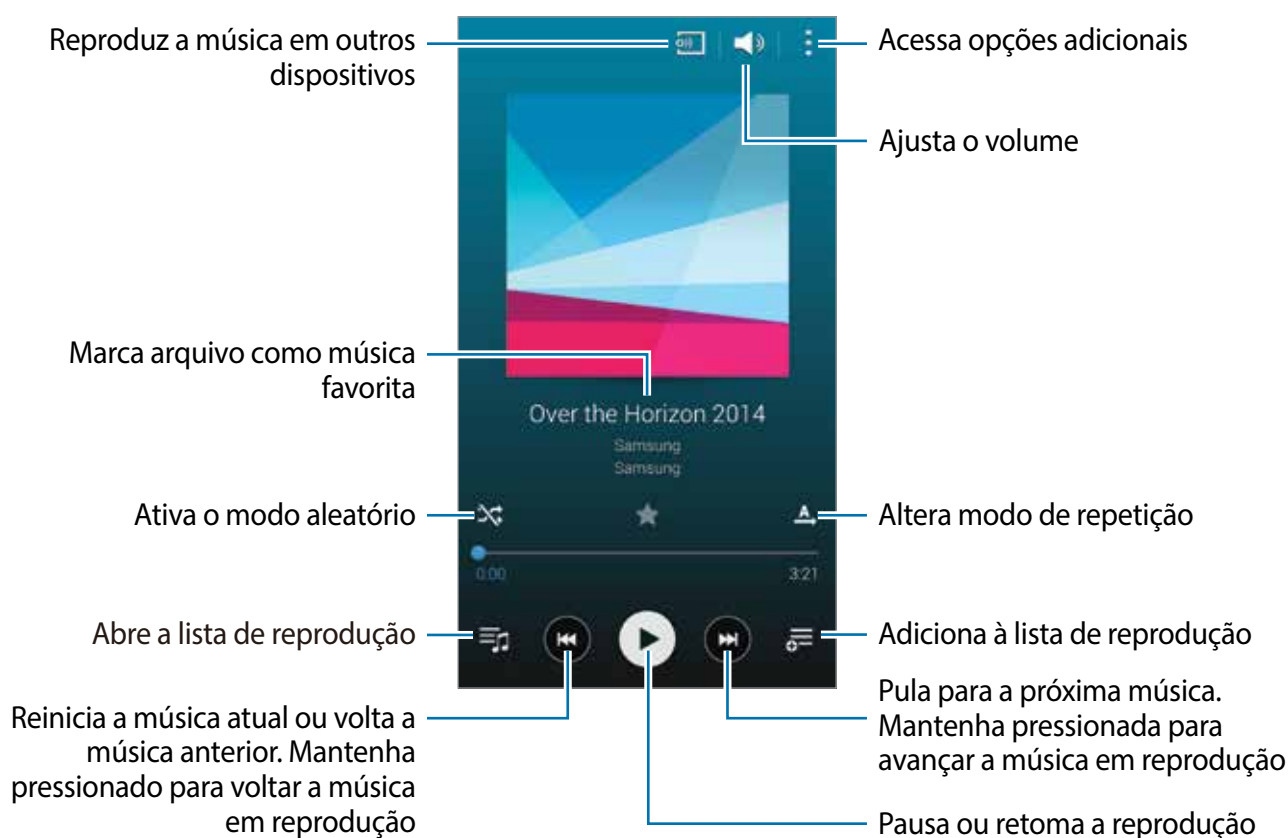 Reproduz a música em outros
dispositivos
Acessa opções adicionais
Ajusta o volume
Marca arquivo como música
favorita
Over the Horizon 2014
Samsung
Samsung
Ativa o modo aleatório
A
Altera modo de repetição
0:00
3:21
Abre a lista de reprodução
Adiciona à lista de reprodução
Reinicia a música atual ou volta a
música anterior. Mantenha
pressionado para voltar a música
em reprodução
Pula para a próxima música.
Mantenha pressionada para
avançar a música em reprodução
Pausa ou retoma a reprodução